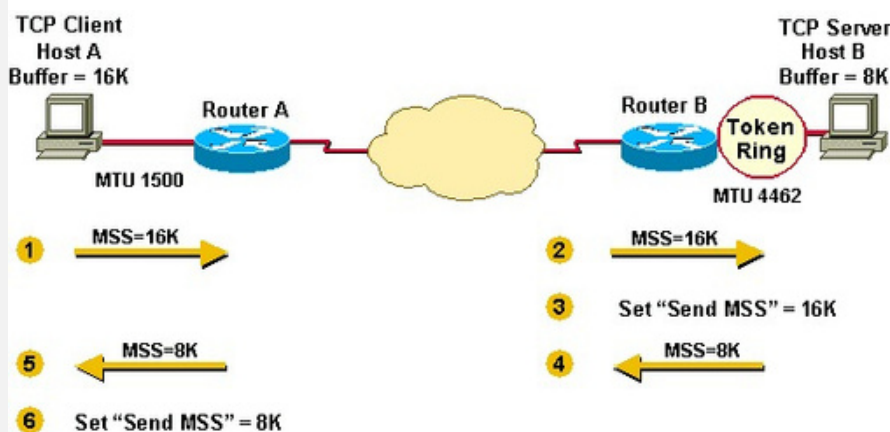 TCP Client
Host A
Buffer = 16K
TCP Server
Host B
Buffer = 8K
Router A
Router B
Token
Ring
MTU 1500
MTU 4462
1 MSS=16K
2 MSS=16K
3 Set “Send MSS” = 16K
5 MSS=8K
4 MSS=8K
6 Set “Send MSS” = 8K